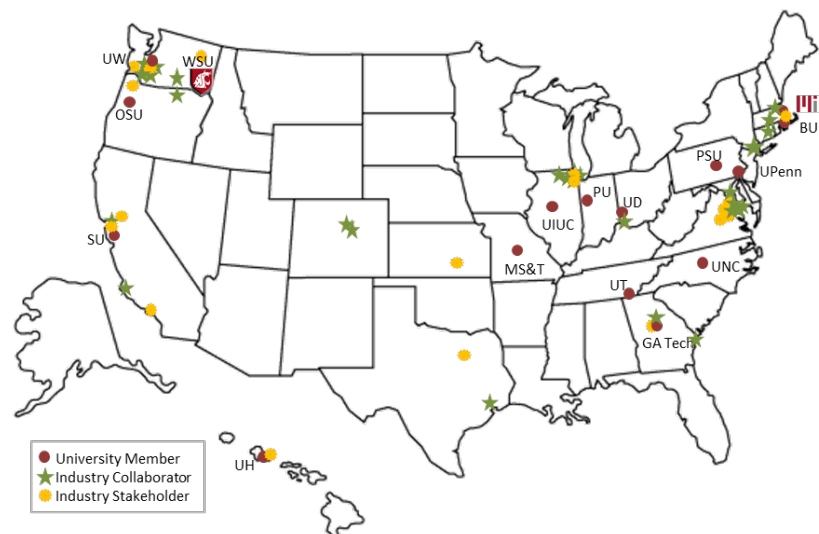 UW
WSU
OSU
SU
UIUC
PU
UD
PSU
UPenn
BU
MS&T
UT
UNC
GA Tech
UH
University Member
Industry Collaborator
Industry Stakeholder